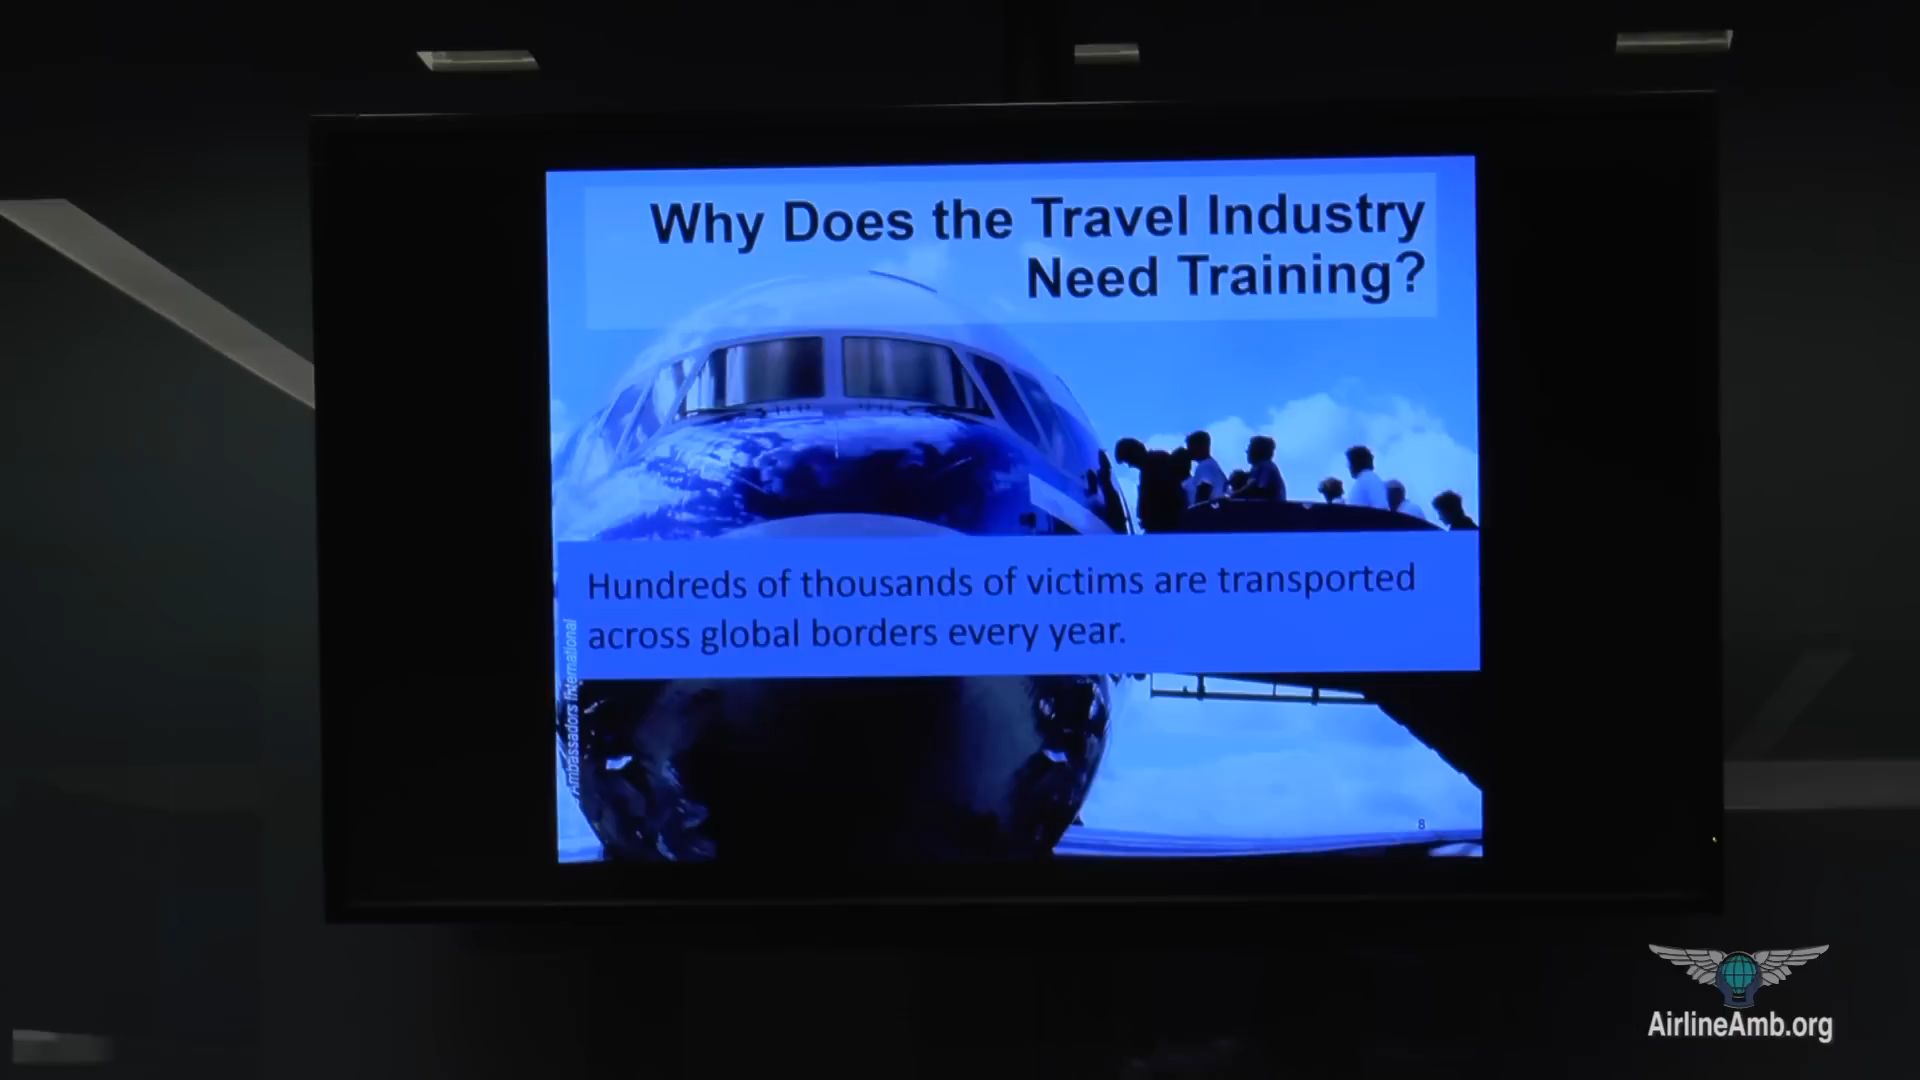 Why Does the Travel Industry
Need Training?
Hundreds of thousands of victims are transported
across global borders every year.
Ambassadors International
8
AirlineAmb.org